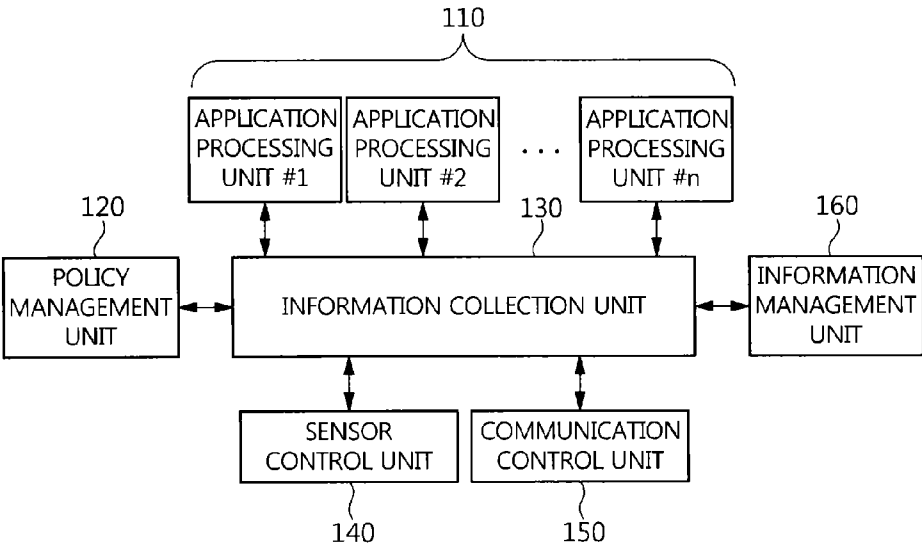 110
APPLICATION
PROCESSING
UNIT #1
APPLICATION
PROCESSING
UNIT #2
. . .
APPLICATION
PROCESSING
UNIT #n
120
130
160
POLICY
MANAGEMENT
UNIT
INFORMATION COLLECTION UNIT
INFORMATION
MANAGEMENT
UNIT
SENSOR
CONTROL UNIT
COMMUNICATION
CONTROL UNIT
140
150